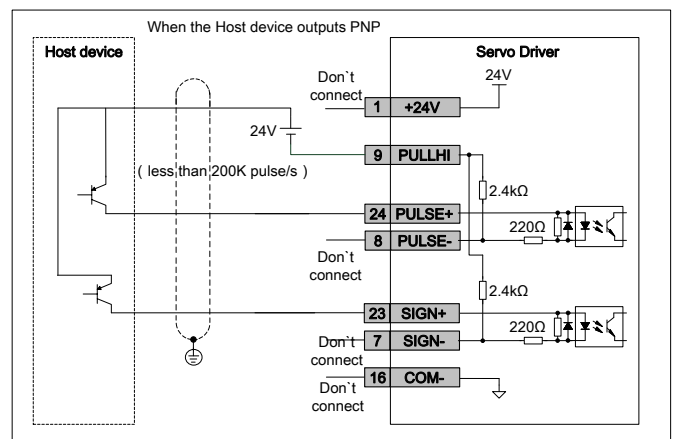 When the Host device outputs PNP
Host device
Servo Driver
Don`t
connect
24V
1 +24V
24V
9 PULLHI
( less than 200K pulse/s )
2.4kΩ
24 PULSE+
220Ω
8 PULSE-
Don`t
connect
2.4kΩ
23 SIGN+
220Ω
Don`t
connect
7 SIGN-
16 COM-
Don`t
connect